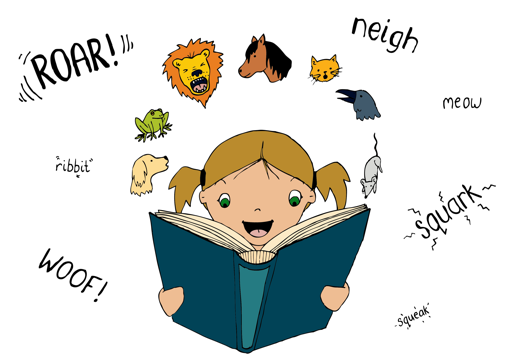 ROAR!
neigh
meow
"ribbit"
squark
WOOF!
squeak